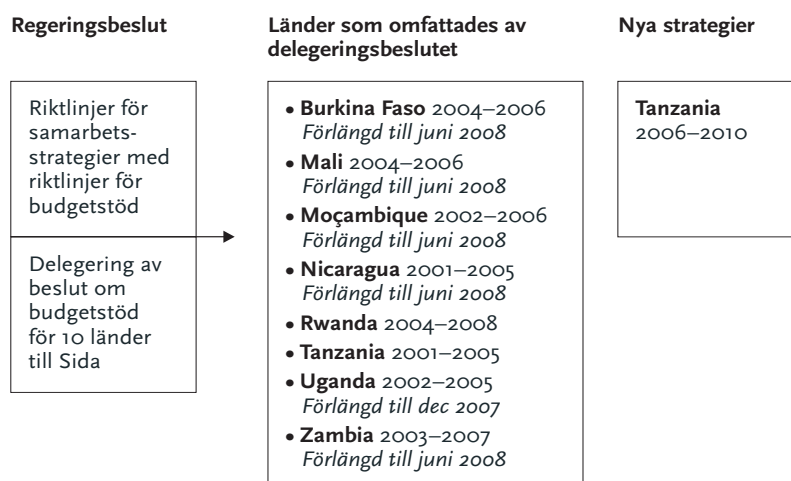 Regeringsbeslut
Länder som omfattades av
delegeringsbeslutet
Nya strategier
Riktlinjer för
samarbets-
strategier med
riktlinjer för
budgetstöd
Delegering av
beslut om
budgetstöd
för 10 länder
till Sida
• Burkina Faso 2004–2006
Förlängd till juni 2008
• Mali 2004–2006
Förlängd till juni 2008
• Moçambique 2002–2006
Förlängd till juni 2008
• Nicaragua 2001–2005
Förlängd till juni 2008
• Rwanda 2004–2008
• Tanzania 2001–2005
• Uganda 2002–2005
Förlängd till dec 2007
• Zambia 2003–2007
Förlängd till juni 2008
Tanzania
2006–2010